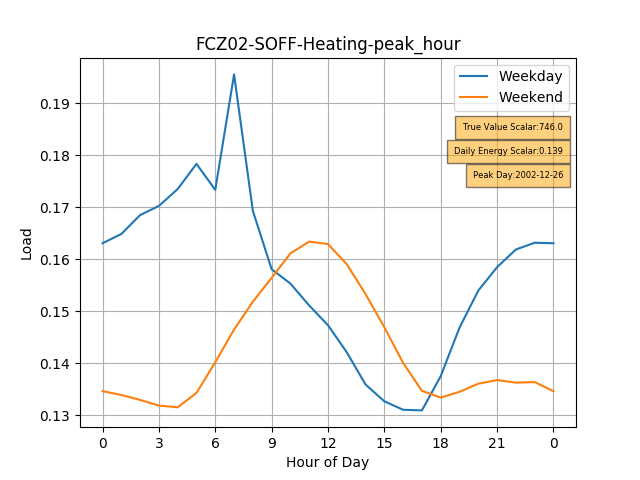 FCZ02-SOFF-Heating-peak_hour
Weekday
Weekend
True Value Scalar:746.0
Daily Energy Scalar:0.139
Peak Day:2002-12-26
0.19
0.18
0.17
0.16
0.15
0.14
0.13
Load
0 3 6 9 12 15 18 21 0
Hour of Day